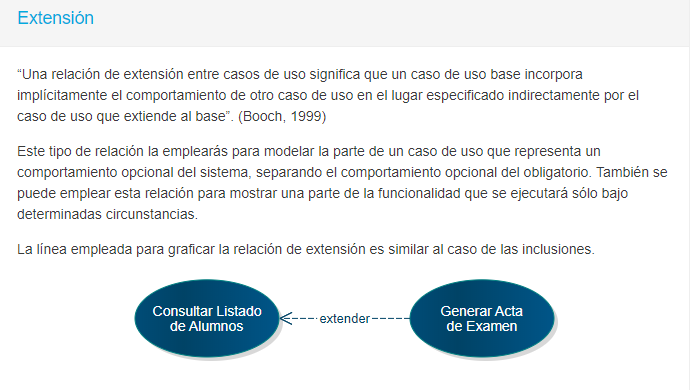 Extensión
“Una relación de extensión entre casos de uso significa que un caso de uso base incorpora
implícitamente el comportamiento de otro caso de uso en el lugar especificado indirectamente por el
caso de uso que extiende al base”. (Booch, 1999)
Este tipo de relación la emplearás para modelar la parte de un caso de uso que representa un
comportamiento opcional del sistema, separando el comportamiento opcional del obligatorio. También se
puede emplear esta relación para mostrar una parte de la funcionalidad que se ejecutará sólo bajo
determinadas circunstancias.
La línea empleada para graficar la relación de extensión es similar al caso de las inclusiones.
Consultar Listado
de Alumnos
extender
Generar Acta
de Examen